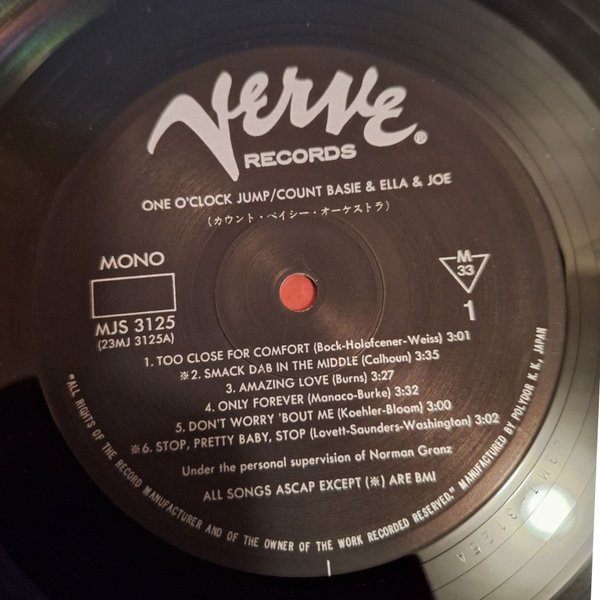 Verve®
RECORDS
ONE O'CLOCK JUMP/COUNT BASIE & ELLA & JOE
(カウント・ベイシー・オーケストラ)
MONO
M
33
MJS 3125
(23MJ 3125A)
1
1. TOO CLOSE FOR COMFORT (Bock-Holofcener-Weiss) 3:01
※2. SMACK DAB IN THE MIDDLE (Calhoun) 3:35
3. AMAZING LOVE (Burns) 3:27
4. ONLY FOREVER (Manaco-Burke) 3:32
5. DON'T WORRY 'BOUT ME (Koehler-Bloom) 3:00
※6. STOP, PRETTY BABY, STOP (Lovett-Saunders-Washington) 3:02
Under the personal supervision of Norman Granz
ALL SONGS ASCAP EXCEPT (※) ARE BMI
"ALL RIGHTS OF THE RECORD MANUFACTURER AND OF THE OWNER OF THE WORK RECORDED RESERVED." MANUFACTURED BY POLYDOR K. K., JAPAN